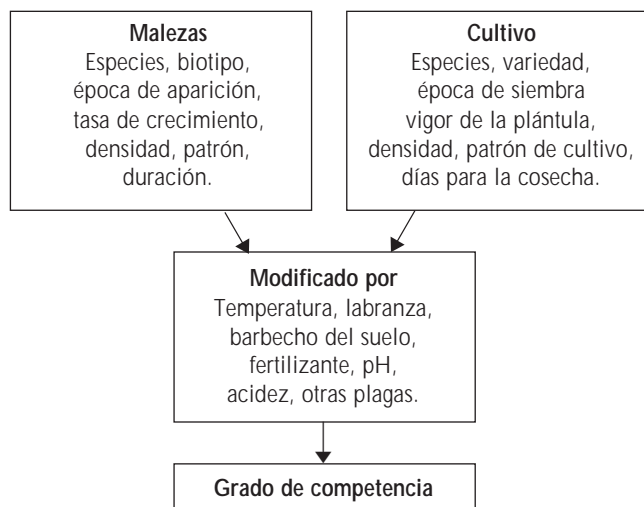 Malezas
Especies, biotipo,
época de aparición,
tasa de crecimiento,
densidad, patrón,
duración.
Cultivo
Especies, variedad,
época de siembra
vigor de la plántula,
densidad, patrón de cultivo,
días para la cosecha.
Modificado por
Temperatura, labranza,
barbecho del suelo,
fertilizante, pH,
acidez, otras plagas.
Grado de competencia